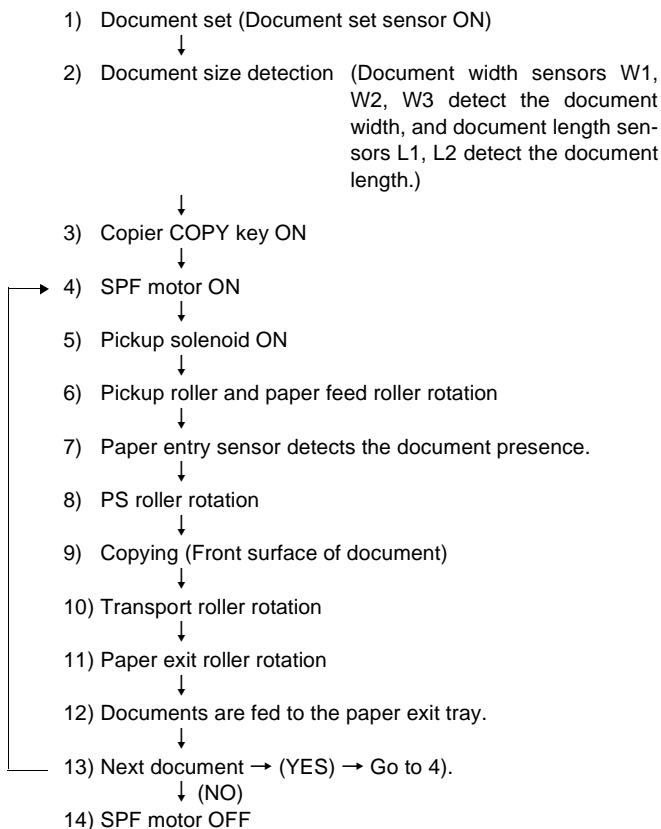 1) Document set (Document set sensor ON)
↓
2) Document size detection (Document width sensors W1,
W2, W3 detect the document
width, and document length sen-
sors L1, L2 detect the document
length.)
↓
3) Copier COPY key ON
↓
4) SPF motor ON
↓
5) Pickup solenoid ON
↓
6) Pickup roller and paper feed roller rotation
↓
7) Paper entry sensor detects the document presence.
↓
8) PS roller rotation
↓
9) Copying (Front surface of document)
↓
10) Transport roller rotation
↓
11) Paper exit roller rotation
↓
12) Documents are fed to the paper exit tray.
↓
13) Next document → (YES) → Go to 4).
↓ (NO)
14) SPF motor OFF